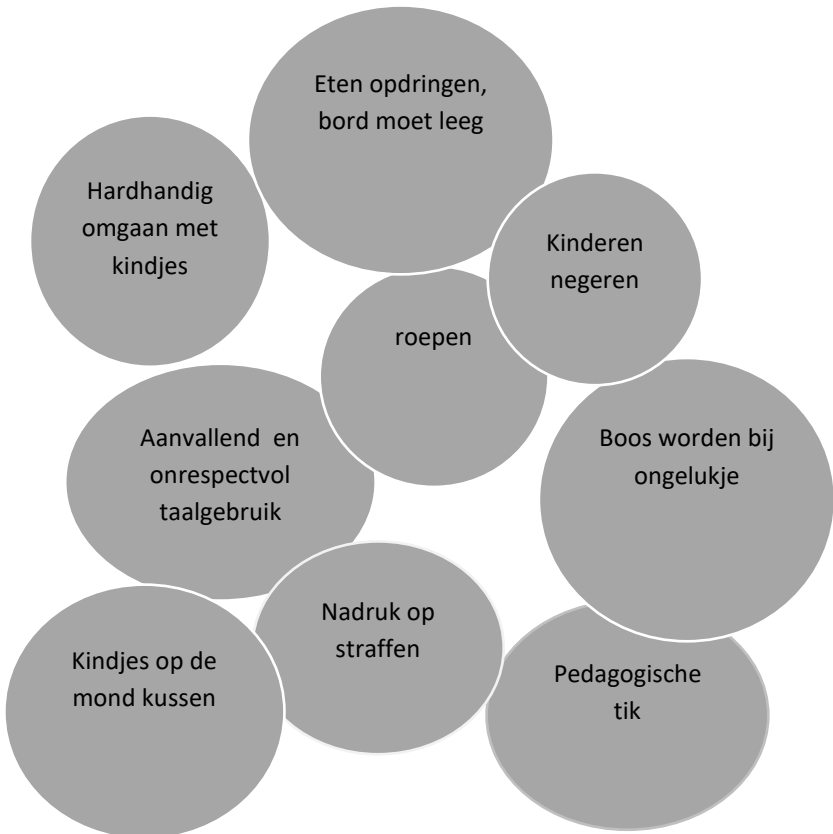 Eten opdringen,
bord moet leeg
Hardhandig
omgaan met
kindjes
Kinderen
negeren
roepen
Aanvallend en
onrespectvol
taalgebruik
Boos worden bij
ongelukje
Nadruk op
straffen
Kindjes op de
mond kussen
Pedagogische
tik